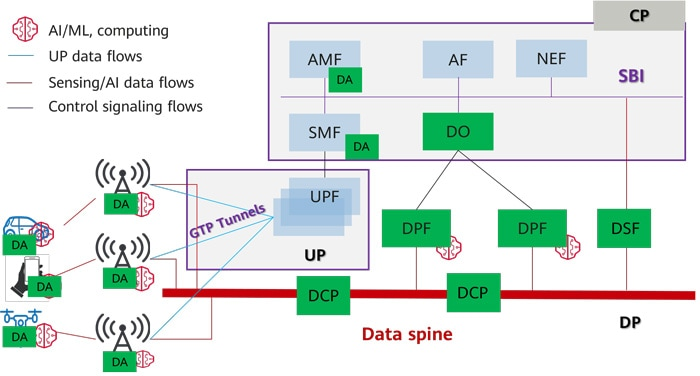 AI/ML, computing
UP data flows
Sensing/AI data flows
Control signaling flows
CP
AMF
DA
AF
NEF
SBI
SMF
DA
DO
UPF
GTP Tunnels
UP
DA
DA
DA
DA
DA
DA
DPF
DPF
DSF
DCP
DCP
Data spine
DP